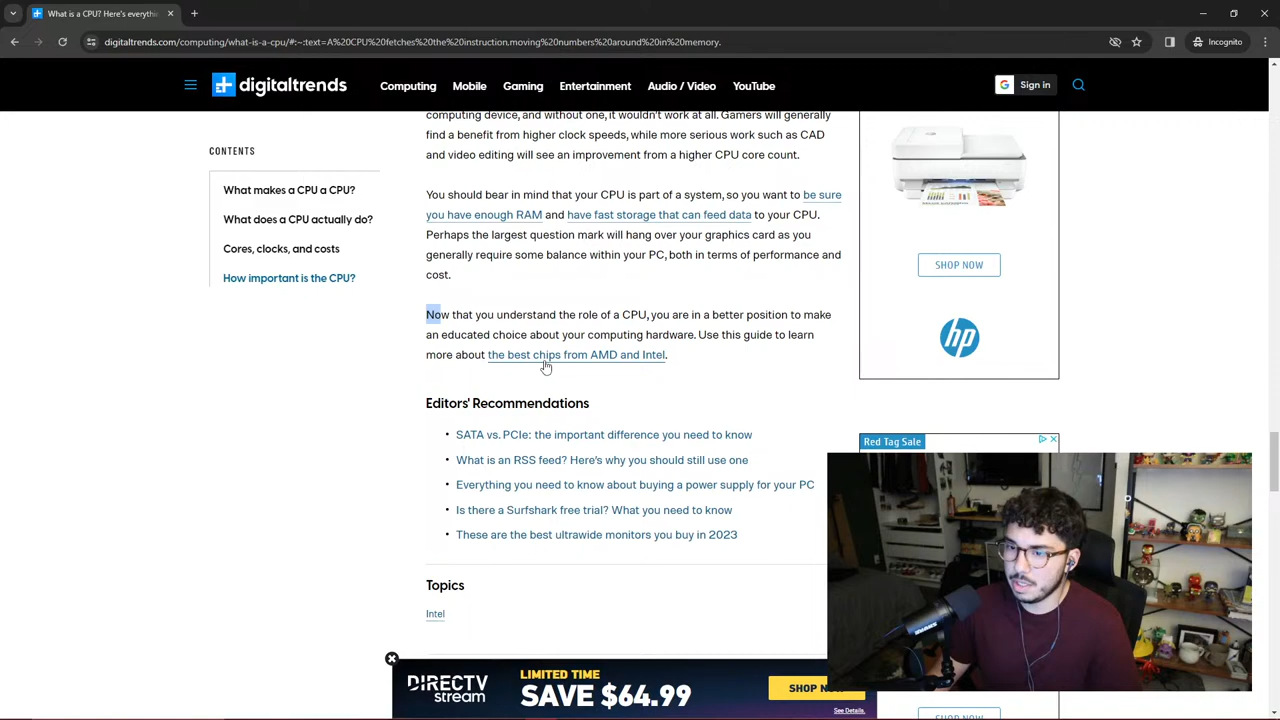 What is a CPU? Here's everythi
digitaltrends.com/computing/what-is-a-cpu/#:~:text=A%20CPU%20fetches%20the%20instruction.moving%20numbers%20around%20in%20memory.
Incognito
digitaltrends
Computing
Mobile
Gaming
Entertainment
Audio / Video
YouTube
Sign in
CONTENTS
What makes a CPU a CPU?
What does a CPU actually do?
Cores, clocks, and costs
How important is the CPU?
computing device, and without one, it wouldn't work at all. Gamers will generally
find a benefit from higher clock speeds, while more serious work such as CAD
and video editing will see an improvement from a higher CPU core count.
You should bear in mind that your CPU is part of a system, so you want to be sure
you have enough RAM and have fast storage that can feed data to your CPU.
Perhaps the largest question mark will hang over your graphics card as you
generally require some balance within your PC, both in terms of performance and
cost.
Now that you understand the role of a CPU, you are in a better position to make
an educated choice about your computing hardware. Use this guide to learn
more about the best chips from AMD and Intel.
Editors' Recommendations
• SATA vs. PCIe: the important difference you need to know
• What is an RSS feed? Here's why you should still use one
• Everything you need to know about buying a power supply for your PC
• Is there a Surfshark free trial? What you need to know
• These are the best ultrawide monitors you buy in 2023
Topics
Intel
SHOP NOW
hp
Red Tag Sale
DIRECTV
stream
LIMITED TIME
SAVE $64.99
SHOP NOW
See Details.
SHOP NOW